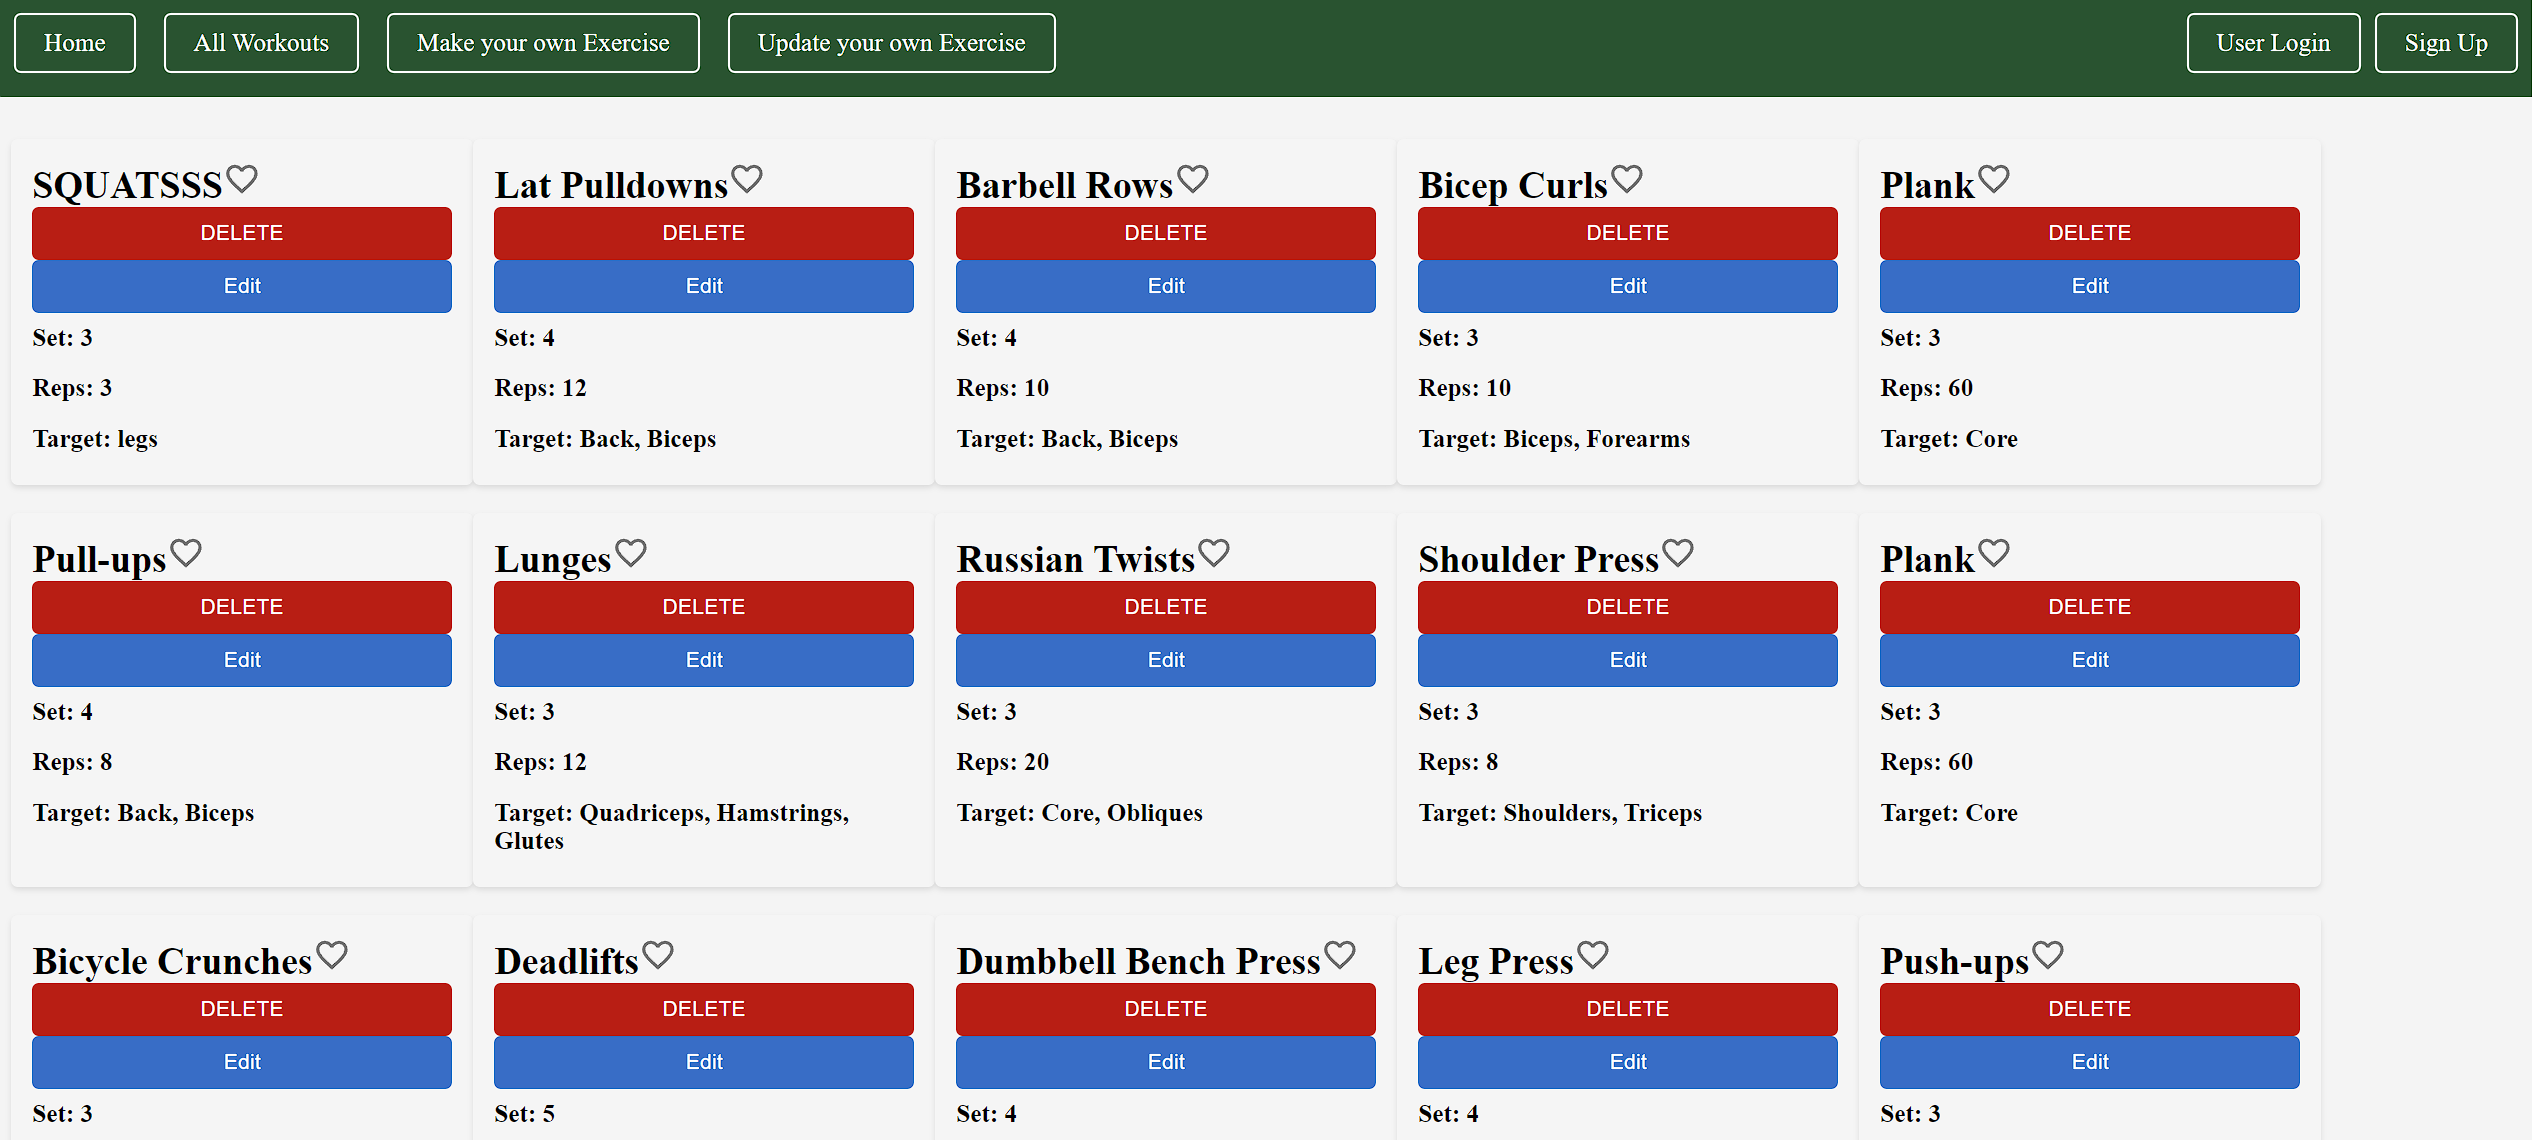 Home All Workouts Make your own Exercise Update your own Exercise User Login Sign Up
SQUATSSS Lat Pulldowns Barbell Rows Bicep Curls Plank
DELETE DELETE DELETE DELETE DELETE
Edit Edit Edit Edit Edit
Set: 3 Set: 4 Set: 4 Set: 3 Set: 3
Reps: 3 Reps: 12 Reps: 10 Reps: 10 Reps: 60
Target: legs Target: Back, Biceps Target: Back, Biceps Target: Biceps, Forearms Target: Core
Pull-ups Lunges Russian Twists Shoulder Press Plank
DELETE DELETE DELETE DELETE DELETE
Edit Edit Edit Edit Edit
Set: 4 Set: 3 Set: 3 Set: 3 Set: 3
Reps: 8 Reps: 12 Reps: 20 Reps: 8 Reps: 60
Target: Back, Biceps Target: Quadriceps, Hamstrings, Target: Core, Obliques Target: Shoulders, Triceps Target: Core
Glutes
Bicycle Crunches Deadlifts Dumbbell Bench Press Leg Press Push-ups
DELETE DELETE DELETE DELETE DELETE
Edit Edit Edit Edit Edit
Set: 3 Set: 5 Set: 4 Set: 4 Set: 3